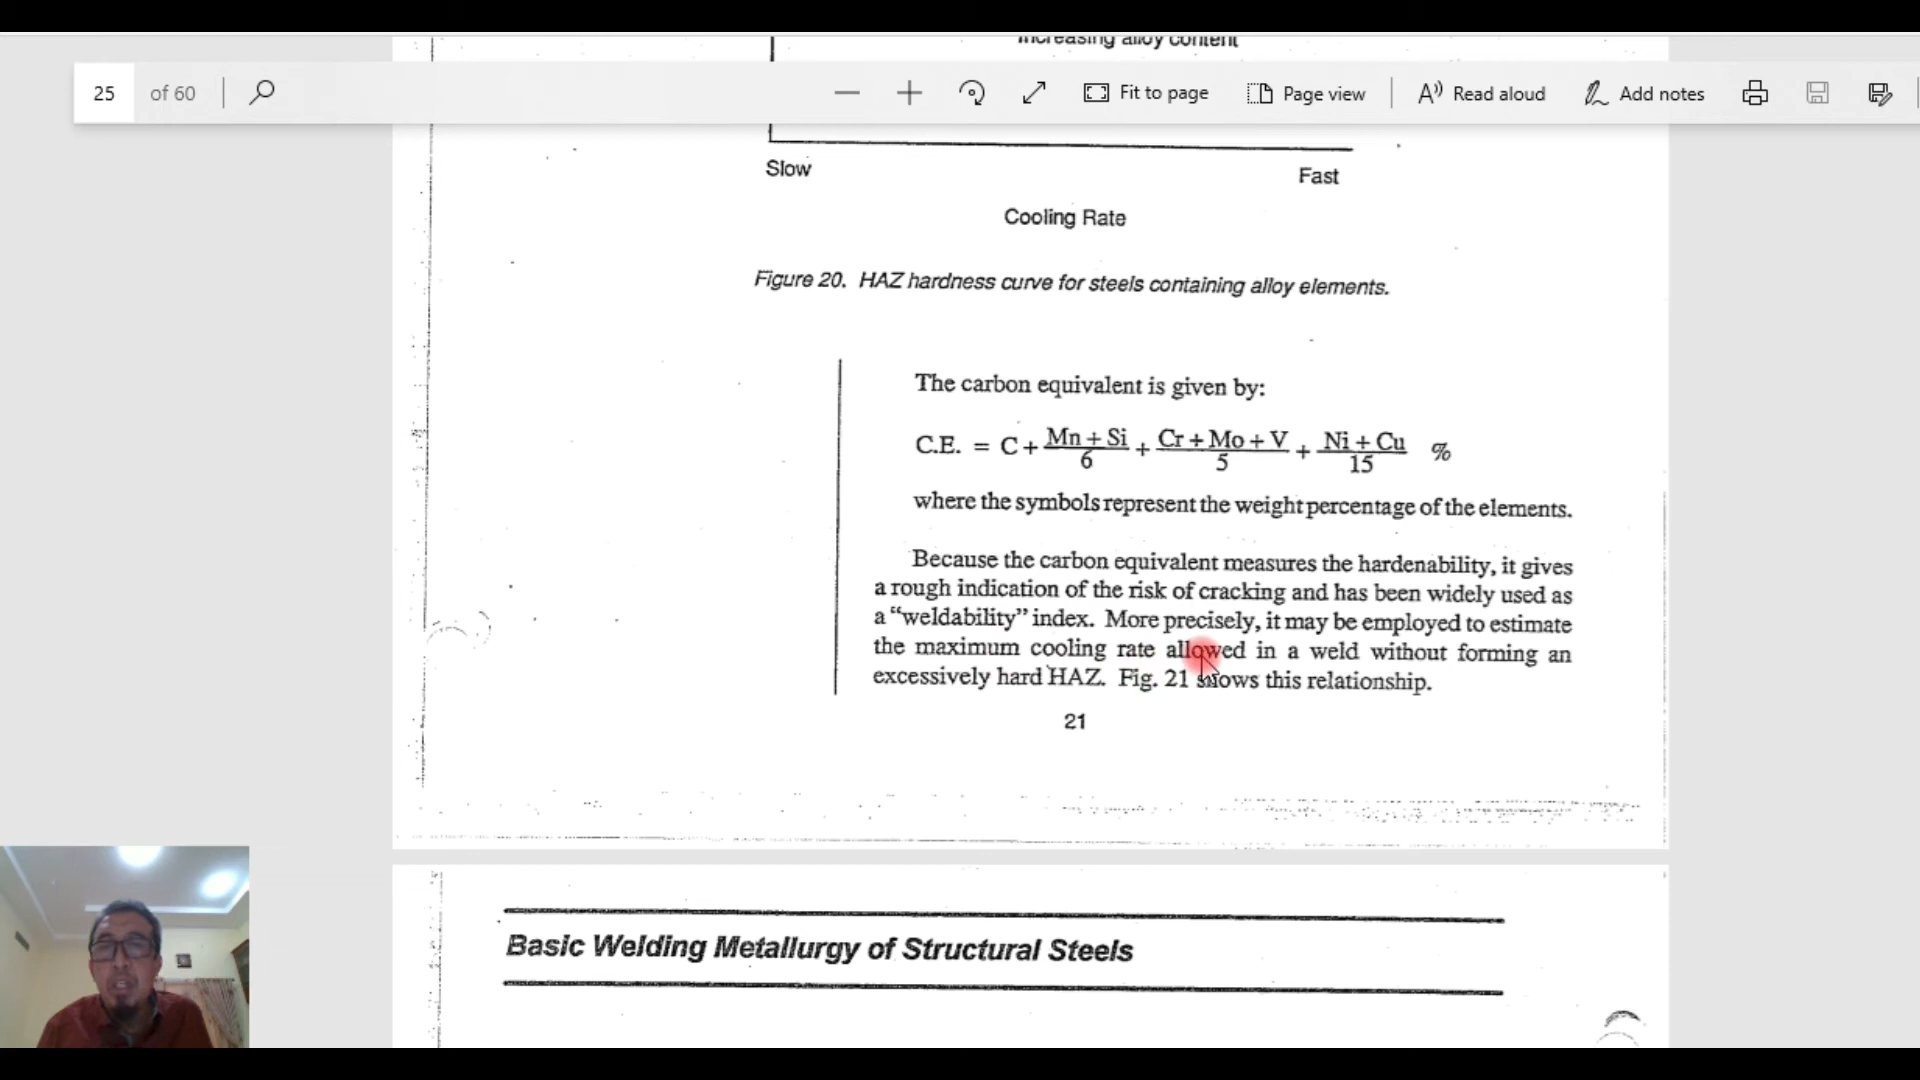 Increasing alloy content
25 of 60 Fit to page Page view Read aloud Add notes
Slow Fast
Cooling Rate
Figure 20. HAZ hardness curve for steels containing alloy elements.
The carbon equivalent is given by:
C.E. = C + Mn + Si / 6 + Cr + Mo + V / 5 + Ni + Cu / 15 %
where the symbols represent the weight percentage of the elements.
Because the carbon equivalent measures the hardenability, it gives
a rough indication of the risk of cracking and has been widely used as
a “weldability” index. More precisely, it may be employed to estimate
the maximum cooling rate allowed in a weld without forming an
excessively hard HAZ. Fig. 21 shows this relationship.
21
Basic Welding Metallurgy of Structural Steels